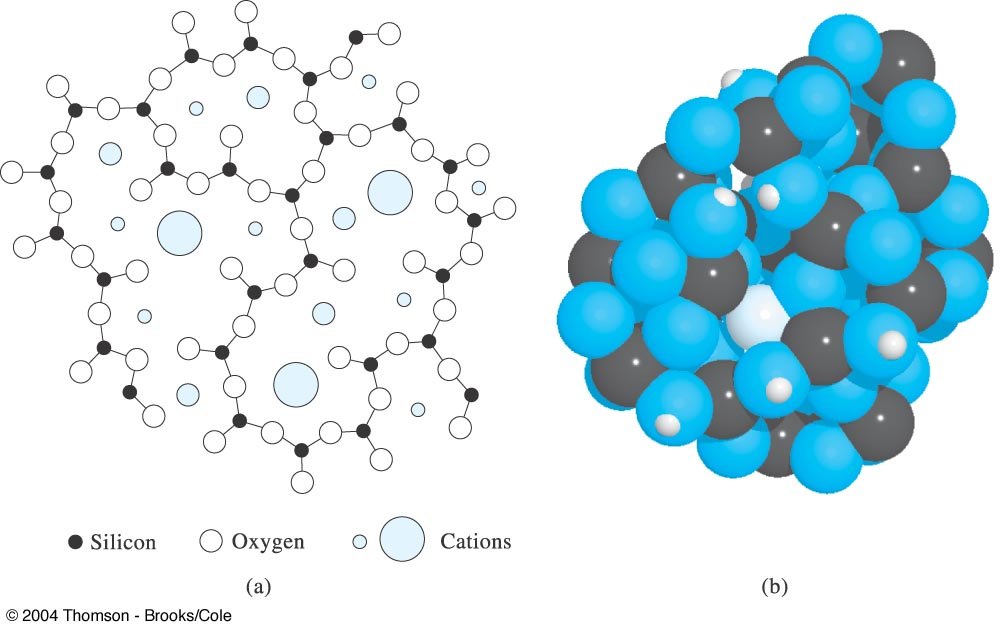 Silicon
Oxygen
Cations
(a)
(b)
© 2004 Thomson - Brooks/Cole